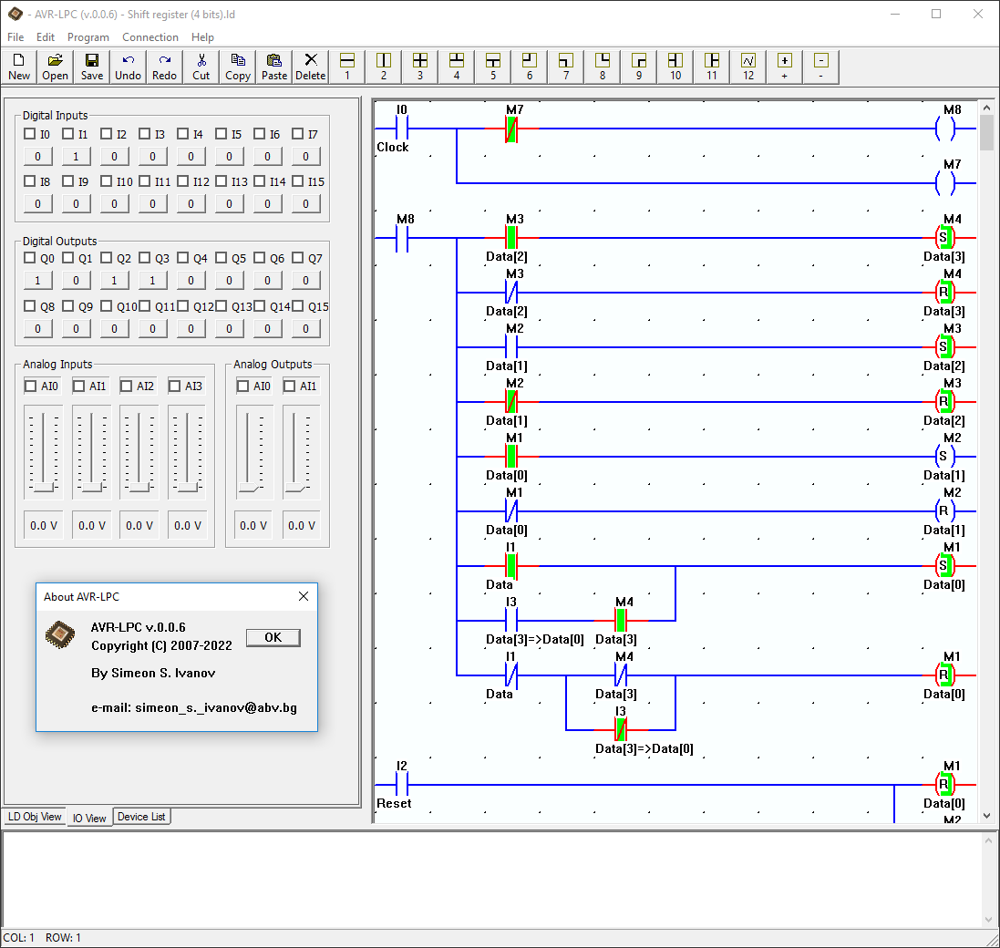 - AVR-LPC (v.0.0.6) - Shift register (4 bits).ld
File Edit Program Connection Help
New Open Save Undo Redo Cut Copy Paste Delete 1 2 3 4 5 6 7 8 9 10 11 12 + -
Digital Inputs
I0 I1 I2 I3 I4 I5 I6 I7
0 1 0 0 0 0 0 0
I8 I9 I10 I11 I12 I13 I14 I15
0 0 0 0 0 0 0 0
Digital Outputs
Q0 Q1 Q2 Q3 Q4 Q5 Q6 Q7
1 0 1 1 0 0 0 0
Q8 Q9 Q10 Q11 Q12 Q13 Q14 Q15
0 0 0 0 0 0 0 0
Analog Inputs Analog Outputs
AI0 AI1 AI2 AI3 AI0 AI1
0.0 V 0.0 V 0.0 V 0.0 V 0.0 V 0.0 V
About AVR-LPC
AVR-LPC v.0.0.6
Copyright (C) 2007-2022
OK
By Simeon S. Ivanov
e-mail: simeon_s._ivanov@abv.bg
LD Obj View IO View Device List
I0 M7 M8
Clock
M7
M8 M3 M4
S
Data[2] Data[3]
M3 M4
R
Data[2] Data[3]
M2 M3
S
Data[1] Data[2]
M2 M3
R
Data[1] Data[2]
M1 M2
S
Data[0] Data[1]
M1 M2
R
Data[0] Data[1]
I1 M1
S
Data Data[0]
I3 M4
Data[3]=>Data[0] Data[3]
I1 M4 M1
R
Data Data[3] Data[0]
I3
Data[3]=>Data[0]
I2 M1
R
Reset Data[0]
M2
COL: 1 ROW: 1